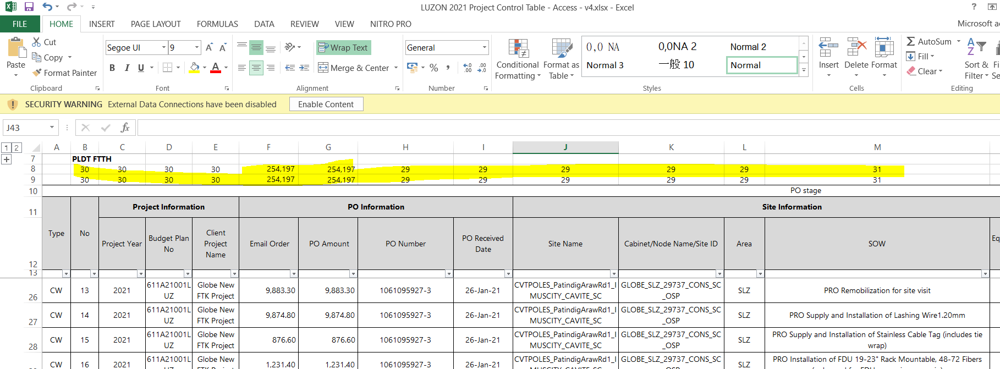 LUZON 2021 Project Control Table - Access - v4.xlsx - Excel
?
FILE HOME INSERT PAGE LAYOUT FORMULAS DATA REVIEW VIEW NITRO PRO
Paste Cut Copy Format Painter Clipboard
Segoe UI 9 B I U A Font
Wrap Text Merge & Center Alignment
General % , Number
Conditional Formatting Format as Table
0,0 NA 0,0NA 2 Normal 2
Normal 3 一般 10 Normal
Styles
Insert Delete Format Cells
AutoSum Fill Clear
Sort & Filter Editing
SECURITY WARNING External Data Connections have been disabled Enable Content
J43 fx
1 2 A B C D E F G H I J K L M
7 PLDT FTTH
8 30 30 30 30 254,197 254,197 29 29 29 29 29 31
9 30 30 30 30 254,197 254,197 29 29 29 29 29 31
10 PO stage
11 Project Information PO Information Site Information
12 Type No Project Year Budget Plan No Client Project Name Email Order PO Amount PO Number PO Received Date Site Name Cabinet/Node Name/Site ID Area SOW
13
26 CW 13 2021 611A21001LUZ Globe New FTK Project 9,883.30 9,883.30 1061095927-3 26-Jan-21 CVTPOLES_PatindigArawRd1_IMUSCITY_CAVITE_SC GLOBE_SLZ_29737_CONS_SC_OSP SLZ PRO Remobilization for site visit
27 CW 14 2021 611A21001LUZ Globe New FTK Project 9,874.80 9,874.80 1061095927-3 26-Jan-21 CVTPOLES_PatindigArawRd1_IMUSCITY_CAVITE_SC GLOBE_SLZ_29737_CONS_SC_OSP SLZ PRO Supply and Installation of Lashing Wire1.20mm
28 CW 15 2021 611A21001LUZ Globe New FTK Project 876.60 876.60 1061095927-3 26-Jan-21 CVTPOLES_PatindigArawRd1_IMUSCITY_CAVITE_SC GLOBE_SLZ_29737_CONS_SC_OSP SLZ PRO Supply and Installation of Stainless Cable Tag (includes tie wrap)
CW 16 2021 611A21001L Globe New 1,231.40 1,231.40 1061095927-3 26-Jan-21 CVTPOLES_PatindigArawRd1_I GLOBE_SLZ_29737_CONS_SC SLZ PRO Installation of FDU 19-23" Rack Mountable, 48-72 Fibers